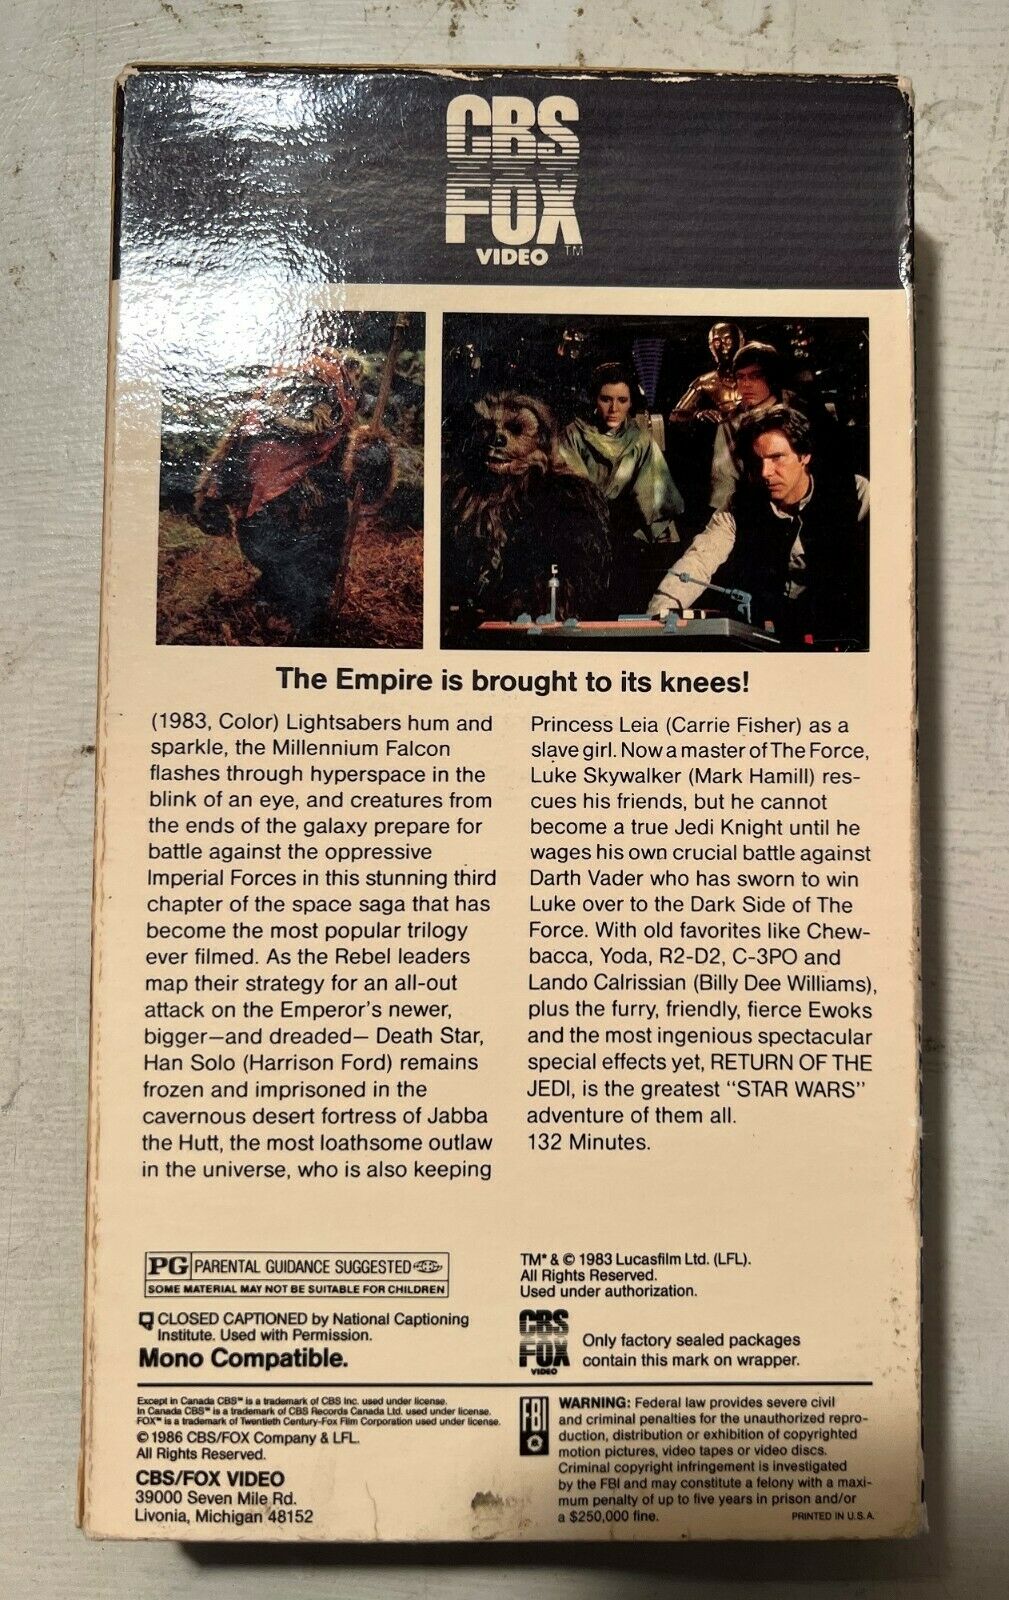 CBS
FOX
VIDEO
TM
The Empire is brought to its knees!
(1983, Color) Lightsabers hum and
sparkle, the Millennium Falcon
flashes through hyperspace in the
blink of an eye, and creatures from
the ends of the galaxy prepare for
battle against the oppressive
Imperial Forces in this stunning third
chapter of the space saga that has
become the most popular trilogy
ever filmed. As the Rebel leaders
map their strategy for an all-out
attack on the Emperor's newer,
bigger—and dreaded— Death Star,
Han Solo (Harrison Ford) remains
frozen and imprisoned in the
cavernous desert fortress of Jabba
the Hutt, the most loathsome outlaw
in the universe, who is also keeping
Princess Leia (Carrie Fisher) as a
slave girl. Now a master of The Force,
Luke Skywalker (Mark Hamill) res-
cues his friends, but he cannot
become a true Jedi Knight until he
wages his own crucial battle against
Darth Vader who has sworn to win
Luke over to the Dark Side of The
Force. With old favorites like Chew-
bacca, Yoda, R2-D2, C-3PO and
Lando Calrissian (Billy Dee Williams),
plus the furry, friendly, fierce Ewoks
and the most ingenious spectacular
special effects yet, RETURN OF THE
JEDI, is the greatest "STAR WARS"
adventure of them all.
132 Minutes.
PG PARENTAL GUIDANCE SUGGESTED
SOME MATERIAL MAY NOT BE SUITABLE FOR CHILDREN
CLOSED CAPTIONED by National Captioning
Institute. Used with Permission.
Mono Compatible.
TM* & © 1983 Lucasfilm Ltd. (LFL).
All Rights Reserved.
Used under authorization.
CBS
FOX
VIDEO
Only factory sealed packages
contain this mark on wrapper.
Except in Canada CBS™ is a trademark of CBS Inc. used under license.
In Canada CBS™ is a trademark of CBS Records Canada Ltd. used under license.
FOX™ is a trademark of Twentieth Century-Fox Film Corporation used under license.
© 1986 CBS/FOX Company & LFL.
All Rights Reserved.
CBS/FOX VIDEO
39000 Seven Mile Rd.
Livonia, Michigan 48152
FBI
WARNING: Federal law provides severe civil
and criminal penalties for the unauthorized repro-
duction, distribution or exhibition of copyrighted
motion pictures, video tapes or video discs.
Criminal copyright infringement is investigated
by the FBI and may constitute a felony with a maxi-
mum penalty of up to five years in prison and/or
a $250,000 fine.
PRINTED IN U.S.A.